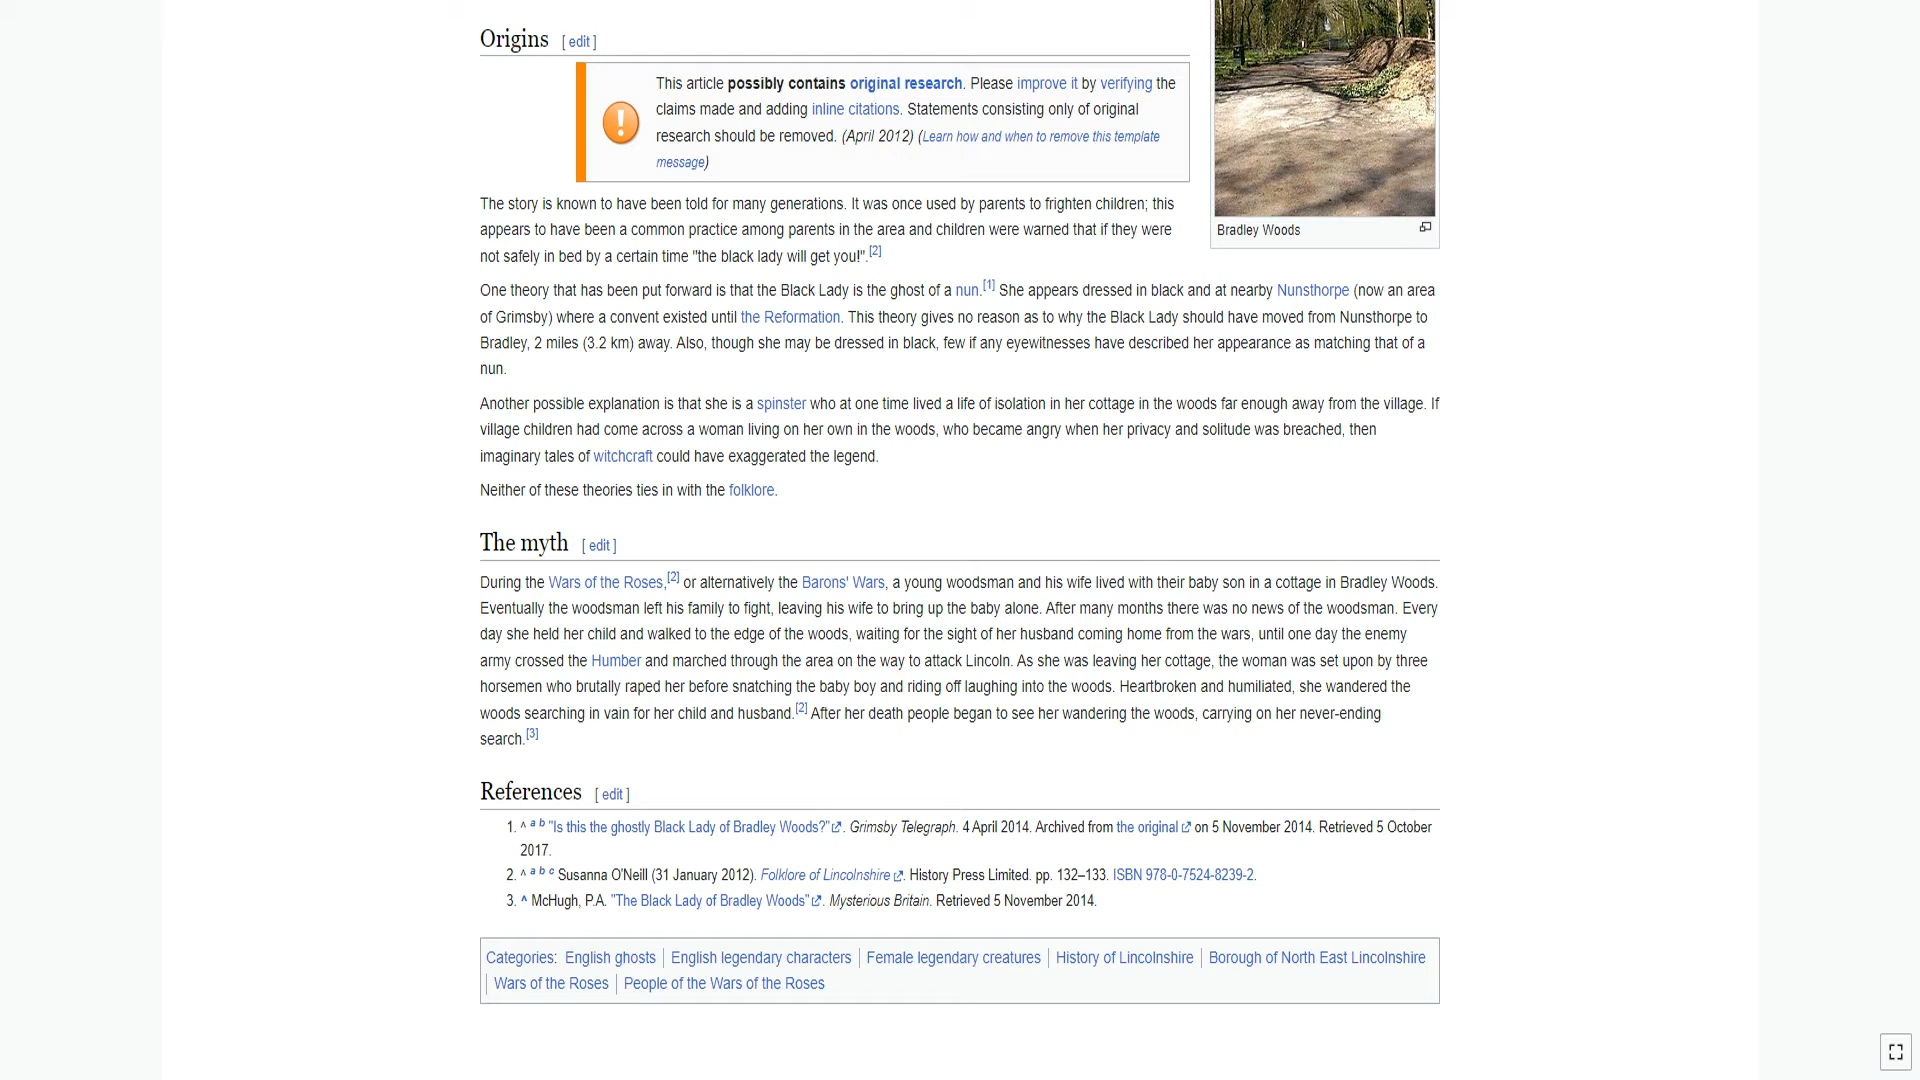 Origins [ edit ]
This article possibly contains original research. Please improve it by verifying the
claims made and adding inline citations. Statements consisting only of original
research should be removed. (April 2012) (Learn how and when to remove this template
message)
Bradley Woods
The story is known to have been told for many generations. It was once used by parents to frighten children; this
appears to have been a common practice among parents in the area and children were warned that if they were
not safely in bed by a certain time "the black lady will get you!".[2]
One theory that has been put forward is that the Black Lady is the ghost of a nun.[1] She appears dressed in black and at nearby Nunsthorpe (now an area
of Grimsby) where a convent existed until the Reformation. This theory gives no reason as to why the Black Lady should have moved from Nunsthorpe to
Bradley, 2 miles (3.2 km) away. Also, though she may be dressed in black, few if any eyewitnesses have described her appearance as matching that of a
nun.
Another possible explanation is that she is a spinster who at one time lived a life of isolation in her cottage in the woods far enough away from the village. If
village children had come across a woman living on her own in the woods, who became angry when her privacy and solitude was breached, then
imaginary tales of witchcraft could have exaggerated the legend.
Neither of these theories ties in with the folklore.
The myth [ edit ]
During the Wars of the Roses,[2] or alternatively the Barons' Wars, a young woodsman and his wife lived with their baby son in a cottage in Bradley Woods.
Eventually the woodsman left his family to fight, leaving his wife to bring up the baby alone. After many months there was no news of the woodsman. Every
day she held her child and walked to the edge of the woods, waiting for the sight of her husband coming home from the wars, until one day the enemy
army crossed the Humber and marched through the area on the way to attack Lincoln. As she was leaving her cottage, the woman was set upon by three
horsemen who brutally raped her before snatching the baby boy and riding off laughing into the woods. Heartbroken and humiliated, she wandered the
woods searching in vain for her child and husband.[2] After her death people began to see her wandering the woods, carrying on her never-ending
search.[3]
References [ edit ]
1. ^ a b "Is this the ghostly Black Lady of Bradley Woods?". Grimsby Telegraph. 4 April 2014. Archived from the original on 5 November 2014. Retrieved 5 October
2017.
2. ^ a b c Susanna O'Neill (31 January 2012). Folklore of Lincolnshire. History Press Limited. pp. 132–133. ISBN 978-0-7524-8239-2.
3. ^ McHugh, P.A. "The Black Lady of Bradley Woods". Mysterious Britain. Retrieved 5 November 2014.
Categories: English ghosts | English legendary characters | Female legendary creatures | History of Lincolnshire | Borough of North East Lincolnshire
| Wars of the Roses | People of the Wars of the Roses